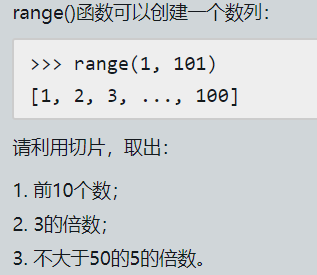 range()函数可以创建一个数列：
>>> range(1, 101)
[1, 2, 3, ..., 100]
请利用切片，取出：
1. 前10个数；
2. 3的倍数；
3. 不大于50的5的倍数。